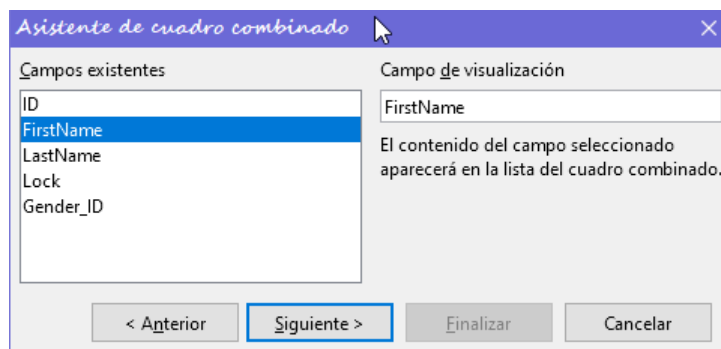 Asistente de cuadro combinado
Campos existentes
ID
FirstName
LastName
Lock
Gender_ID
Campo de visualización
FirstName
El contenido del campo seleccionado
aparecerá en la lista del cuadro combinado.
< Anterior
Siguiente >
Finalizar
Cancelar